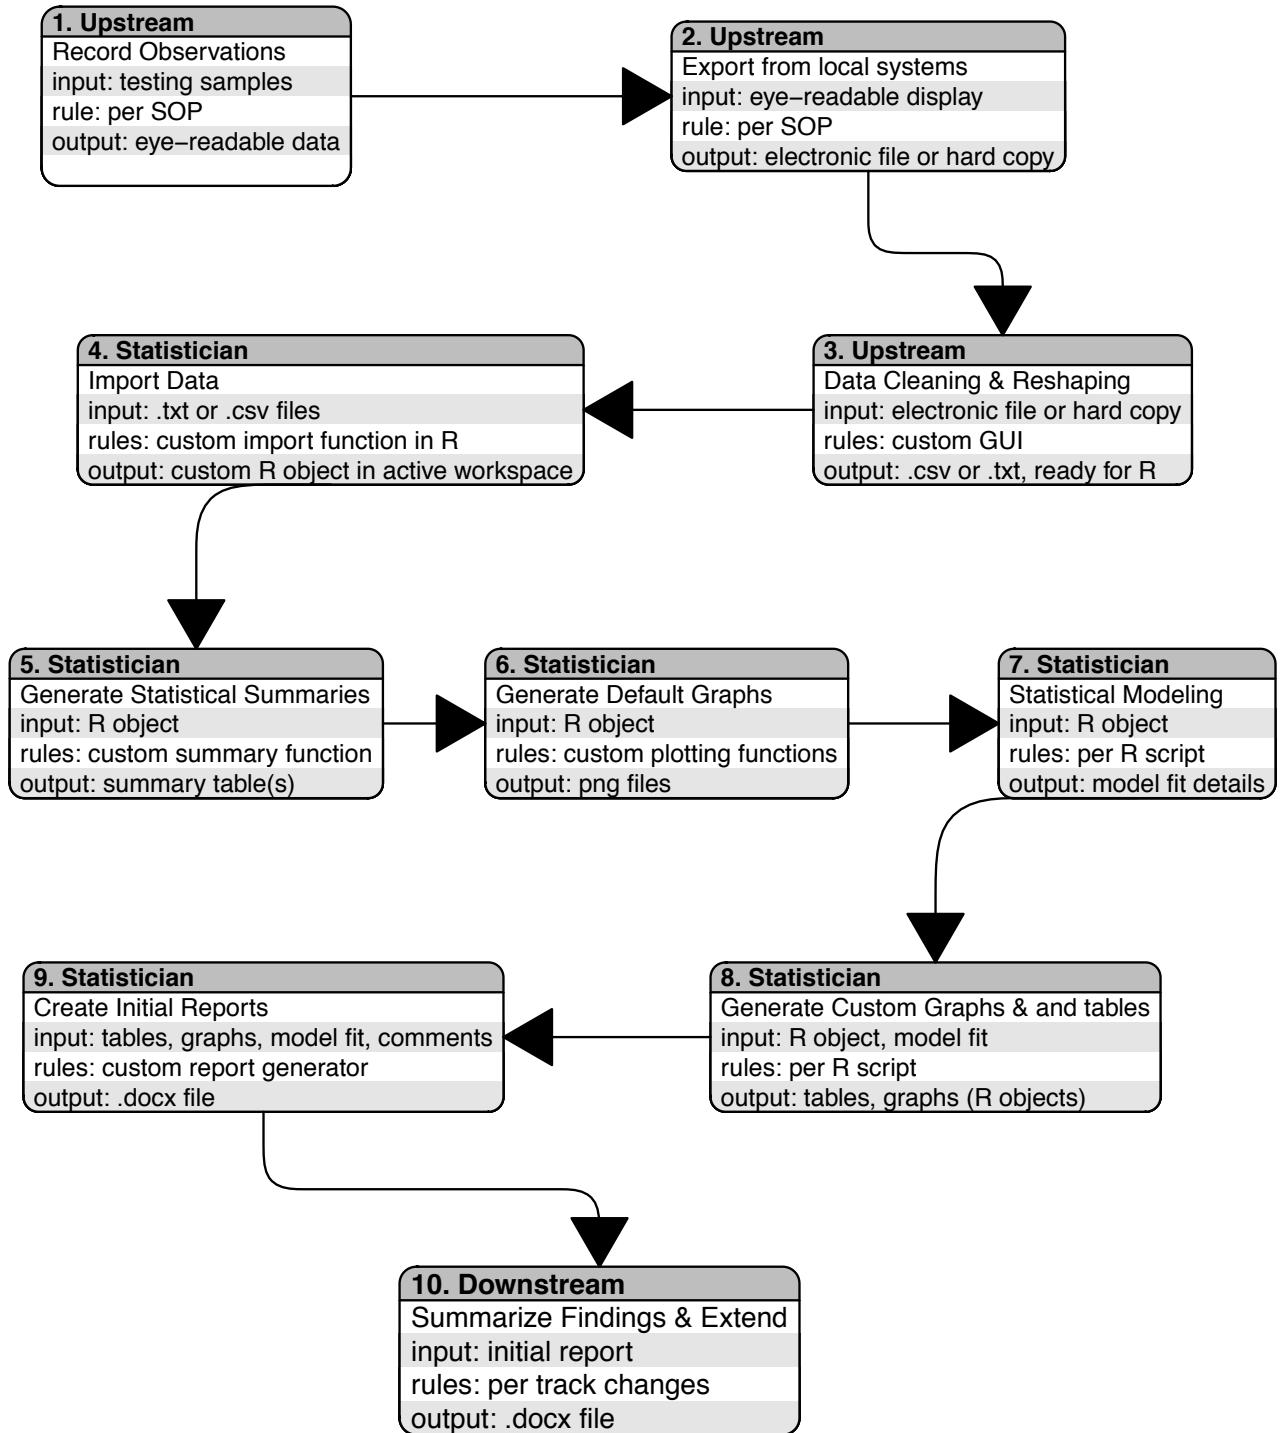 1. Upstream
Record Observations
input: testing samples
rule: per SOP
output: eye−readable data
2. Upstream
Export from local systems
input: eye−readable display
rule: per SOP
output: electronic file or hard copy
3. Upstream
Data Cleaning & Reshaping
input: electronic file or hard copy
rules: custom GUI
output: .csv or .txt, ready for R
4. Statistician
Import Data
input: .txt or .csv files
rules: custom import function in R
output: custom R object in active workspace
5. Statistician
Generate Statistical Summaries
input: R object
rules: custom summary function
output: summary table(s)
6. Statistician
Generate Default Graphs
input: R object
rules: custom plotting functions
output: png files
7. Statistician
Statistical Modeling
input: R object
rules: per R script
output: model fit details
8. Statistician
Generate Custom Graphs & and tables
input: R object, model fit
rules: per R script
output: tables, graphs (R objects)
9. Statistician
Create Initial Reports
input: tables, graphs, model fit, comments
rules: custom report generator
output: .docx file
10. Downstream
Summarize Findings & Extend
input: initial report
rules: per track changes
output: .docx file